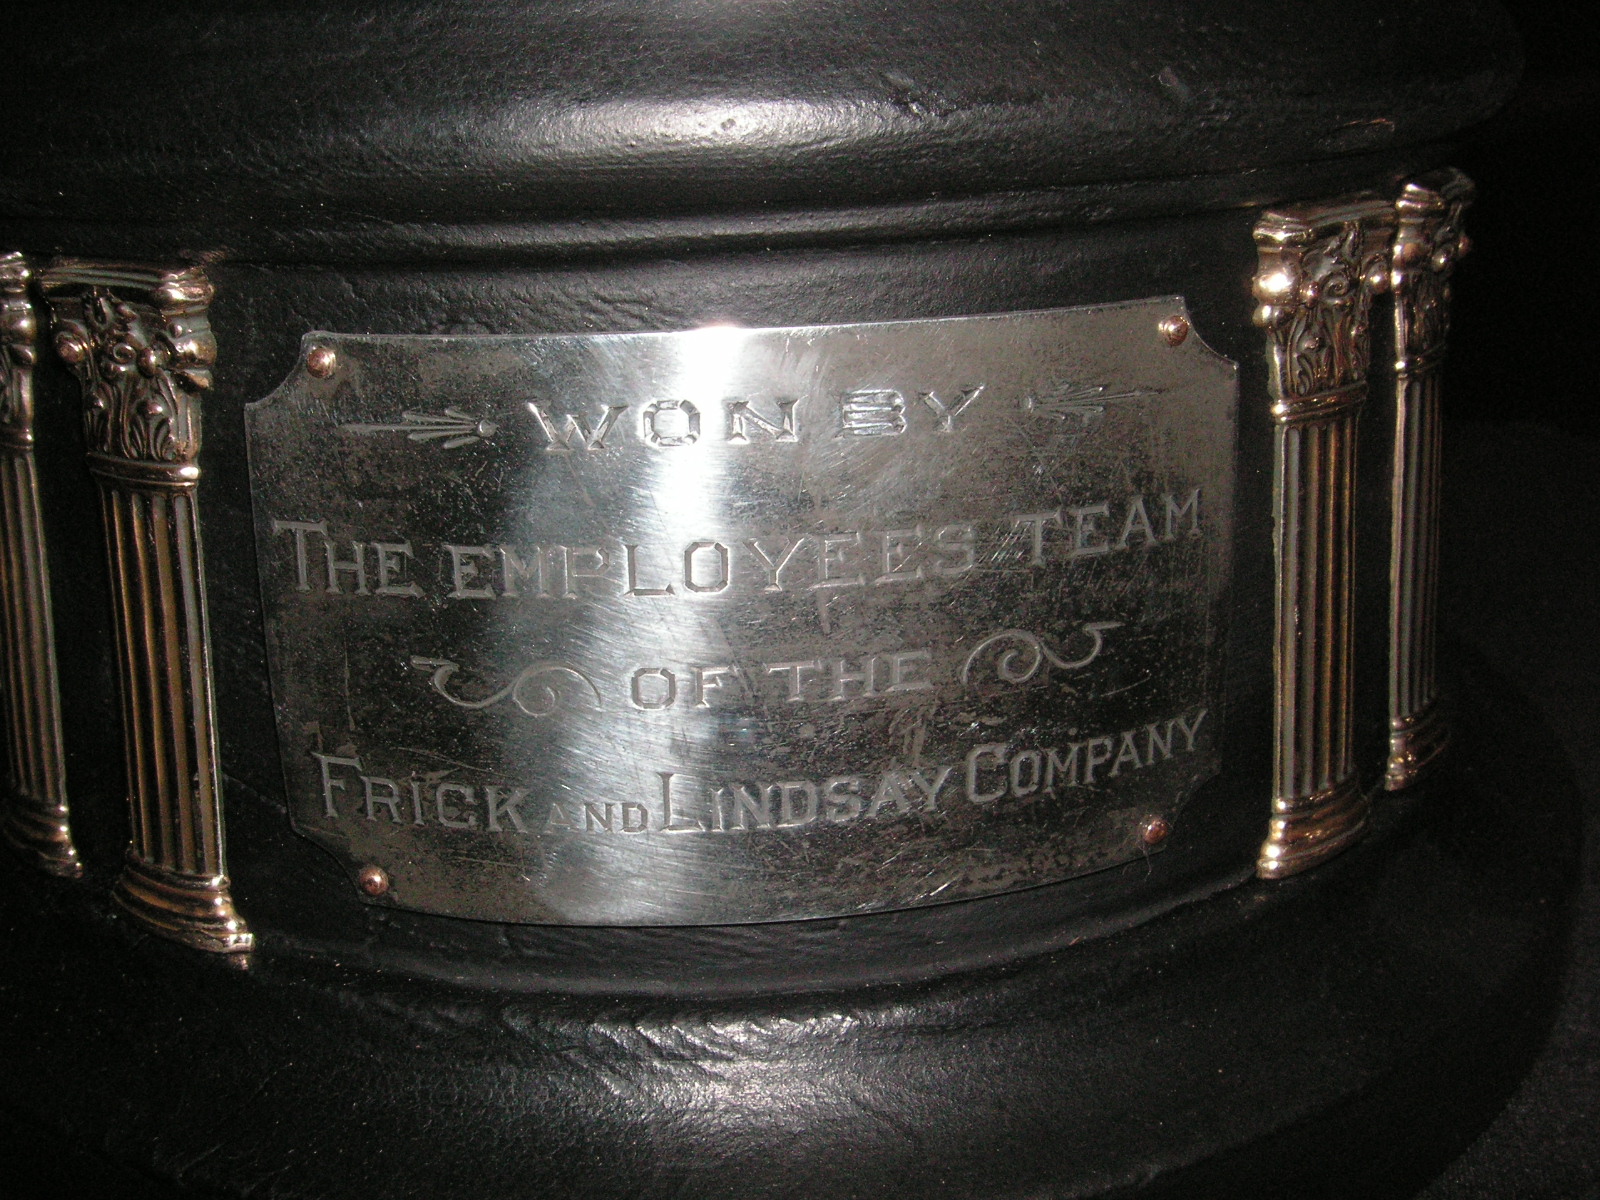 WON BY
THE EMPLOYEES TEAM
OF THE
FRICK AND LINDSAY COMPANY